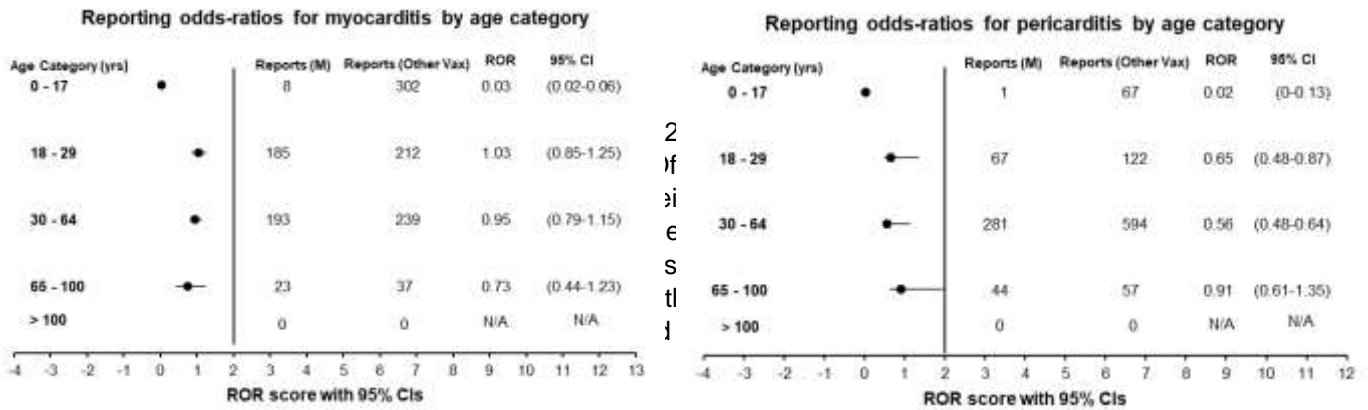 Reporting odds-ratios for myocarditis by age category
Age Category (yrs) Reports (M) Reports (Other Vax) ROR 95% CI
0 - 17 8 302 0.03 (0.02-0.06)
18 - 29 185 212 1.03 (0.85-1.25)
30 - 64 193 239 0.95 (0.79-1.15)
65 - 100 23 37 0.73 (0.44-1.23)
> 100 0 0 N/A N/A
-4 -3 -2 -1 0 1 2 3 4 5 6 7 8 9 10 11 12 13
ROR score with 95% CIs
2
of
ei
e
s
tl
d
Reporting odds-ratios for pericarditis by age category
Age Category (yrs) Reports (M) Reports (Other Vax) ROR 95% CI
0 - 17 1 67 0.02 (0-0.13)
18 - 29 67 122 0.65 (0.48-0.87)
30 - 64 281 594 0.56 (0.48-0.64)
65 - 100 44 57 0.91 (0.61-1.35)
> 100 0 0 N/A N/A
-4 -3 -2 -1 0 1 2 3 4 5 6 7 8 9 10 11 12
ROR score with 95% CIs